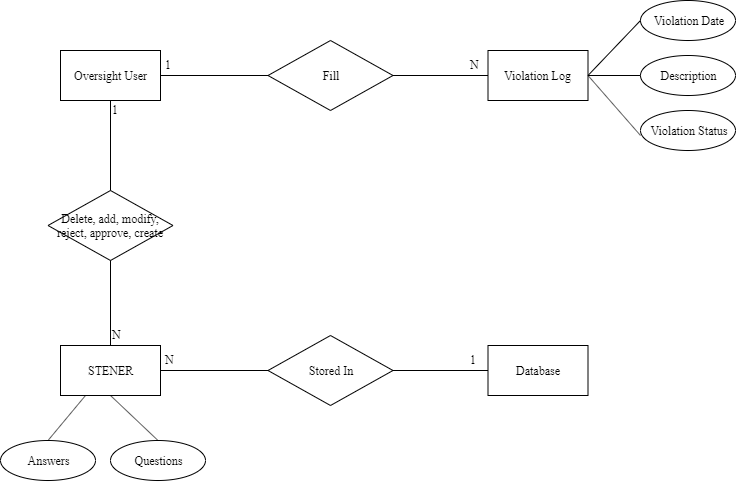 Violation Date
Oversight User
1
Fill
N
Violation Log
Description
1
Violation Status
Delete, add, modify,
reject, approve, create
N
STENER
N
Stored In
1
Database
Answers
Questions